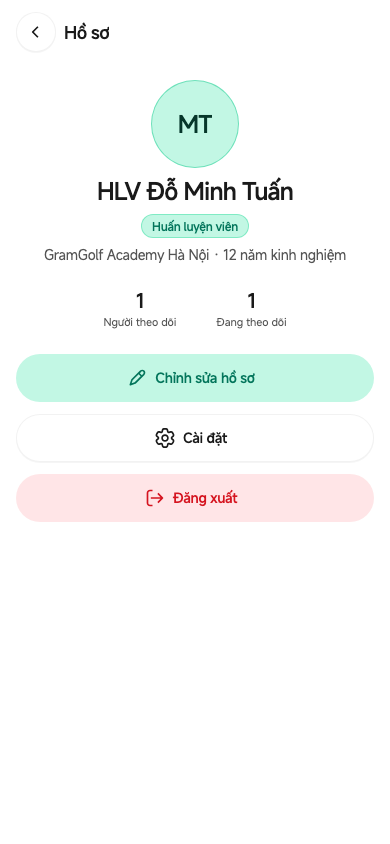 Hồ sơ
MT
HLV Đỗ Minh Tuấn
Huấn luyện viên
GramGolf Academy Hà Nội · 12 năm kinh nghiệm
1 1
Người theo dõi Đang theo dõi
Chỉnh sửa hồ sơ
Cài đặt
Đăng xuất